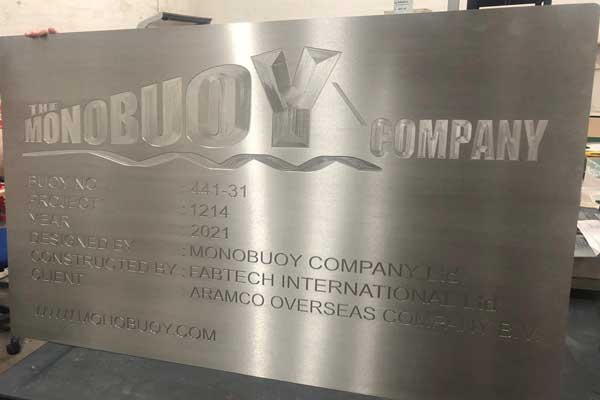 THE
MONOBUOY COMPANY
BUOY NO : 441-31
PROJECT : 1214
YEAR : 2021
DESIGNED BY : MONOBUOY COMPANY Ltd
CONSTRUCTED BY : FABTECH INTERNATIONAL Ltd
CLIENT : ARAMCO OVERSEAS COMPANY B.V.
WWW.MONOBUOY.COM